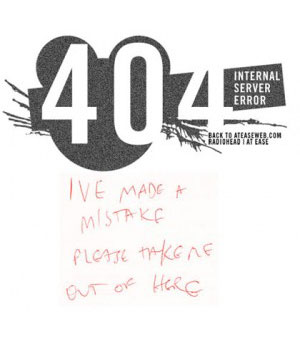 404
INTERNAL
SERVER
ERROR
BACK TO ATEASEWEB.COM
RADIOHEAD | AT EASE
IVE MADE A
MISTAKE
PLEASE TAKE ME
OUT OF HERE